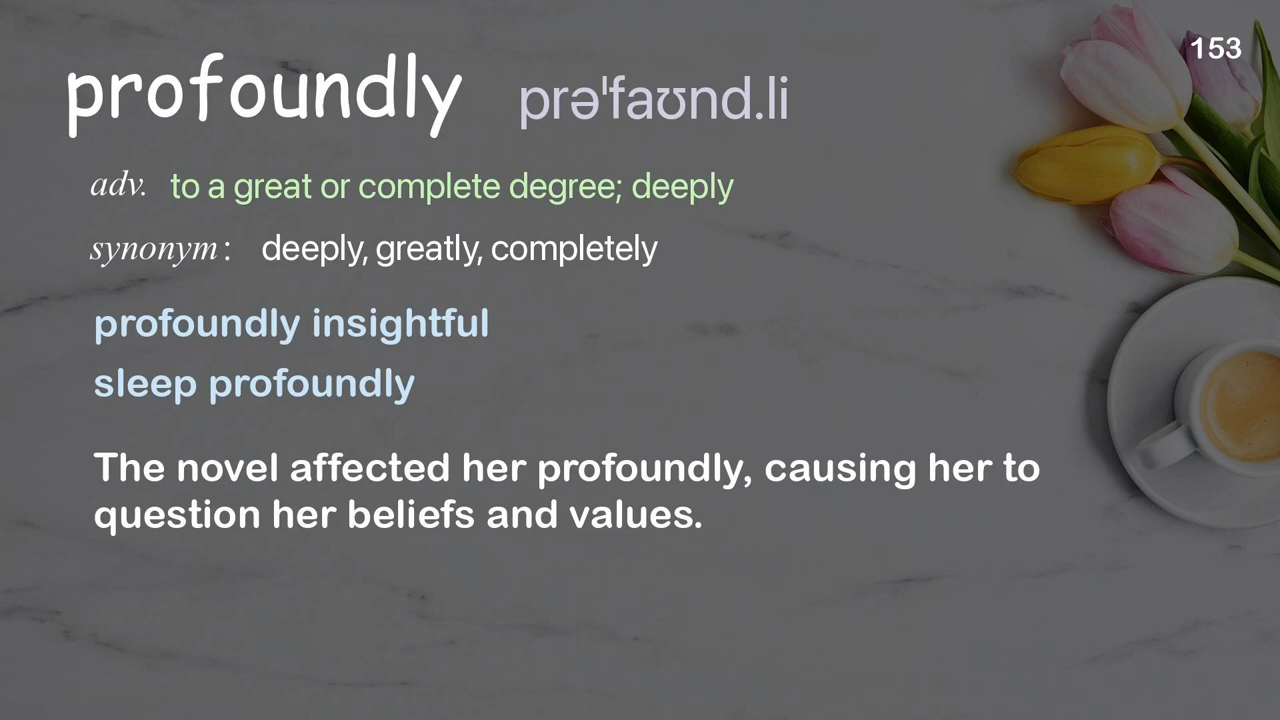 153
profoundly prəˈfaʊnd.li
adv. to a great or complete degree; deeply
synonym: deeply, greatly, completely
profoundly insightful
sleep profoundly
The novel affected her profoundly, causing her to
question her beliefs and values.